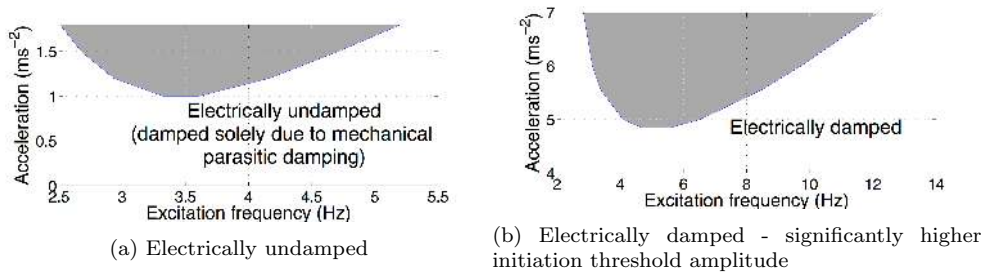 Acceleration (ms⁻²)
1.5
1
0.5
0
2.5
3
3.5
4
4.5
5
5.5
Electrically undamped
(damped solely due to mechanical
parasitic damping)
Excitation frequency (Hz)
(a) Electrically undamped
Acceleration (ms⁻²)
7
6
5
4
2
4
6
8
10
12
14
Electrically damped
Excitation frequency (Hz)
(b) Electrically damped - significantly higher
initiation threshold amplitude